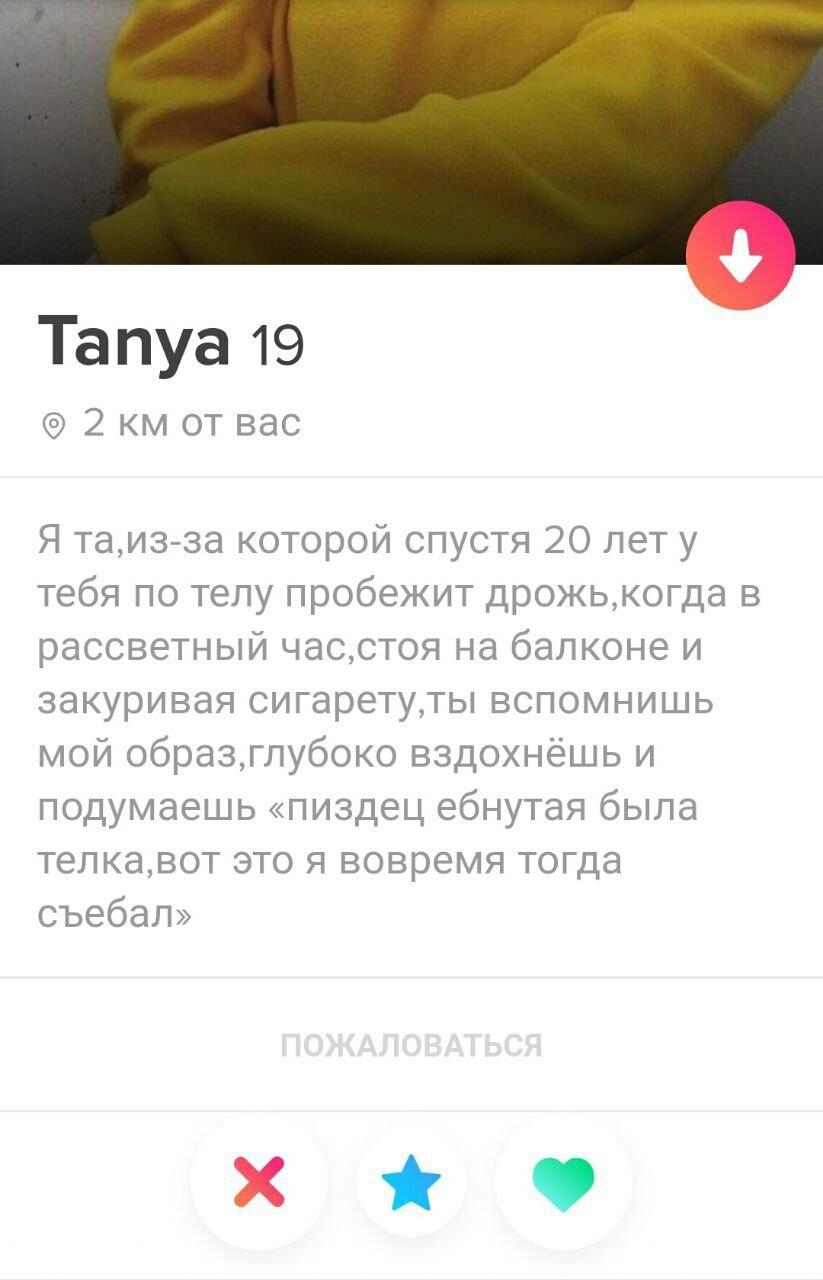 Tanya 19
2 км от вас
Я та,из-за которой спустя 20 лет у
тебя по телу пробежит дрожь,когда в
рассветный час,стоя на балконе и
закуривая сигарету,ты вспомнишь
мой образ,глубоко вздохнёшь и
подумаешь «пиздец ебнутая была
телка,вот это я вовремя тогда
съебал»
ПОЖАЛОВАТЬСЯ